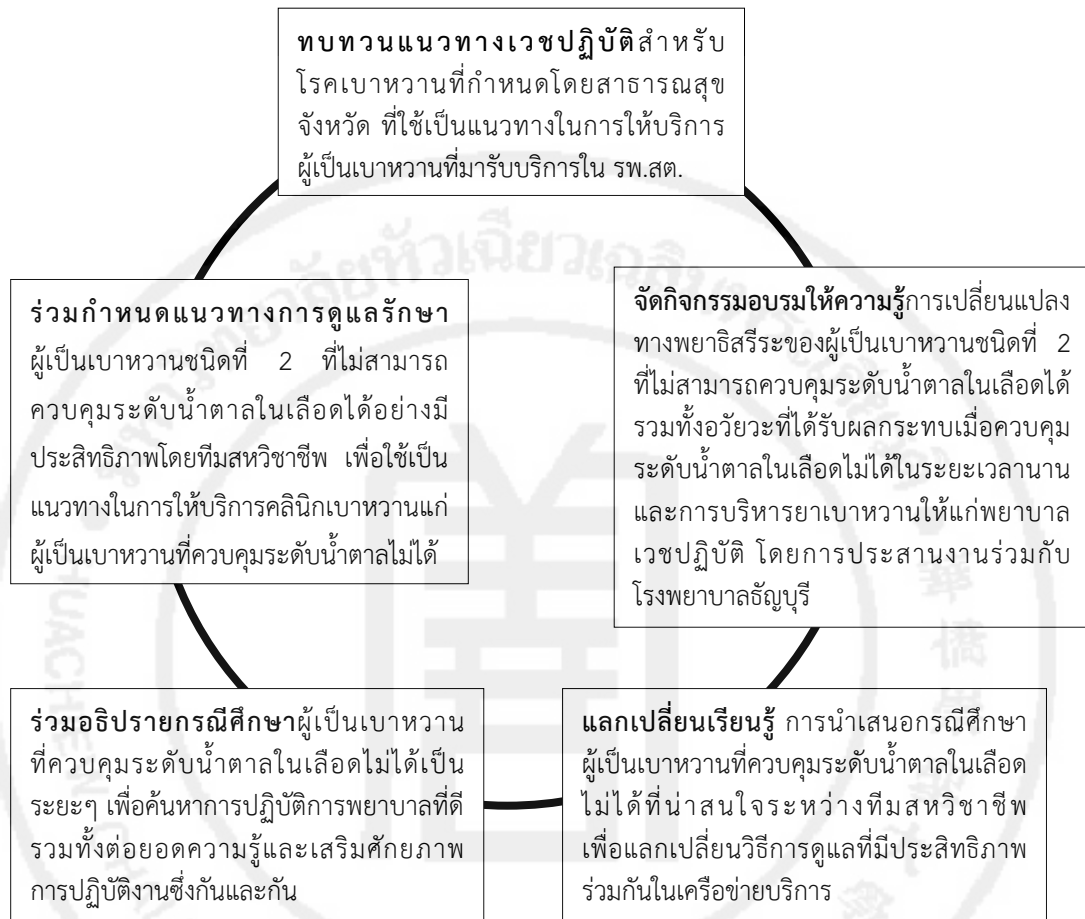 ทบทวนแนวทางเวชปฏิบัติสำหรับ
โรคเบาหวานที่กำหนดโดยสาธารณสุข
จังหวัด ที่ใช้เป็นแนวทางในการให้บริการ
ผู้เป็นเบาหวานที่มารับบริการใน รพ.สต.
จัดกิจกรรมอบรมให้ความรู้การเปลี่ยนแปลง
ทางพยาธิสรีระของผู้เป็นเบาหวานชนิดที่ 2
ที่ไม่สามารถควบคุมระดับน้ำตาลในเลือดได้
รวมทั้งอวัยวะที่ได้รับผลกระทบเมื่อควบคุม
ระดับน้ำตาลในเลือดไม่ได้ในระยะเวลานาน
และการบริหารยาเบาหวานให้แก่พยาบาล
เวชปฏิบัติ โดยการประสานงานร่วมกับ
โรงพยาบาลธัญบุรี
แลกเปลี่ยนเรียนรู้ การนำเสนอกรณีศึกษา
ผู้เป็นเบาหวานที่ควบคุมระดับน้ำตาลในเลือด
ไม่ได้ที่น่าสนใจระหว่างทีมสหวิชาชีพ
เพื่อแลกเปลี่ยนวิธีการดูแลที่มีประสิทธิภาพ
ร่วมกันในเครือข่ายบริการ
ร่วมอธิปรายกรณีศึกษาผู้เป็นเบาหวาน
ที่ควบคุมระดับน้ำตาลในเลือดไม่ได้เป็น
ระยะๆ เพื่อค้นหาการปฏิบัติการพยาบาลที่ดี
รวมทั้งต่อยอดความรู้และเสริมศักยภาพ
การปฏิบัติงานซึ่งกันและกัน
ร่วมกำหนดแนวทางการดูแลรักษา
ผู้เป็นเบาหวานชนิดที่ 2 ที่ไม่สามารถ
ควบคุมระดับน้ำตาลในเลือดได้อย่างมี
ประสิทธิภาพโดยทีมสหวิชาชีพ เพื่อใช้เป็น
แนวทางในการให้บริการคลินิกเบาหวานแก่
ผู้เป็นเบาหวานที่ควบคุมระดับน้ำตาลไม่ได้